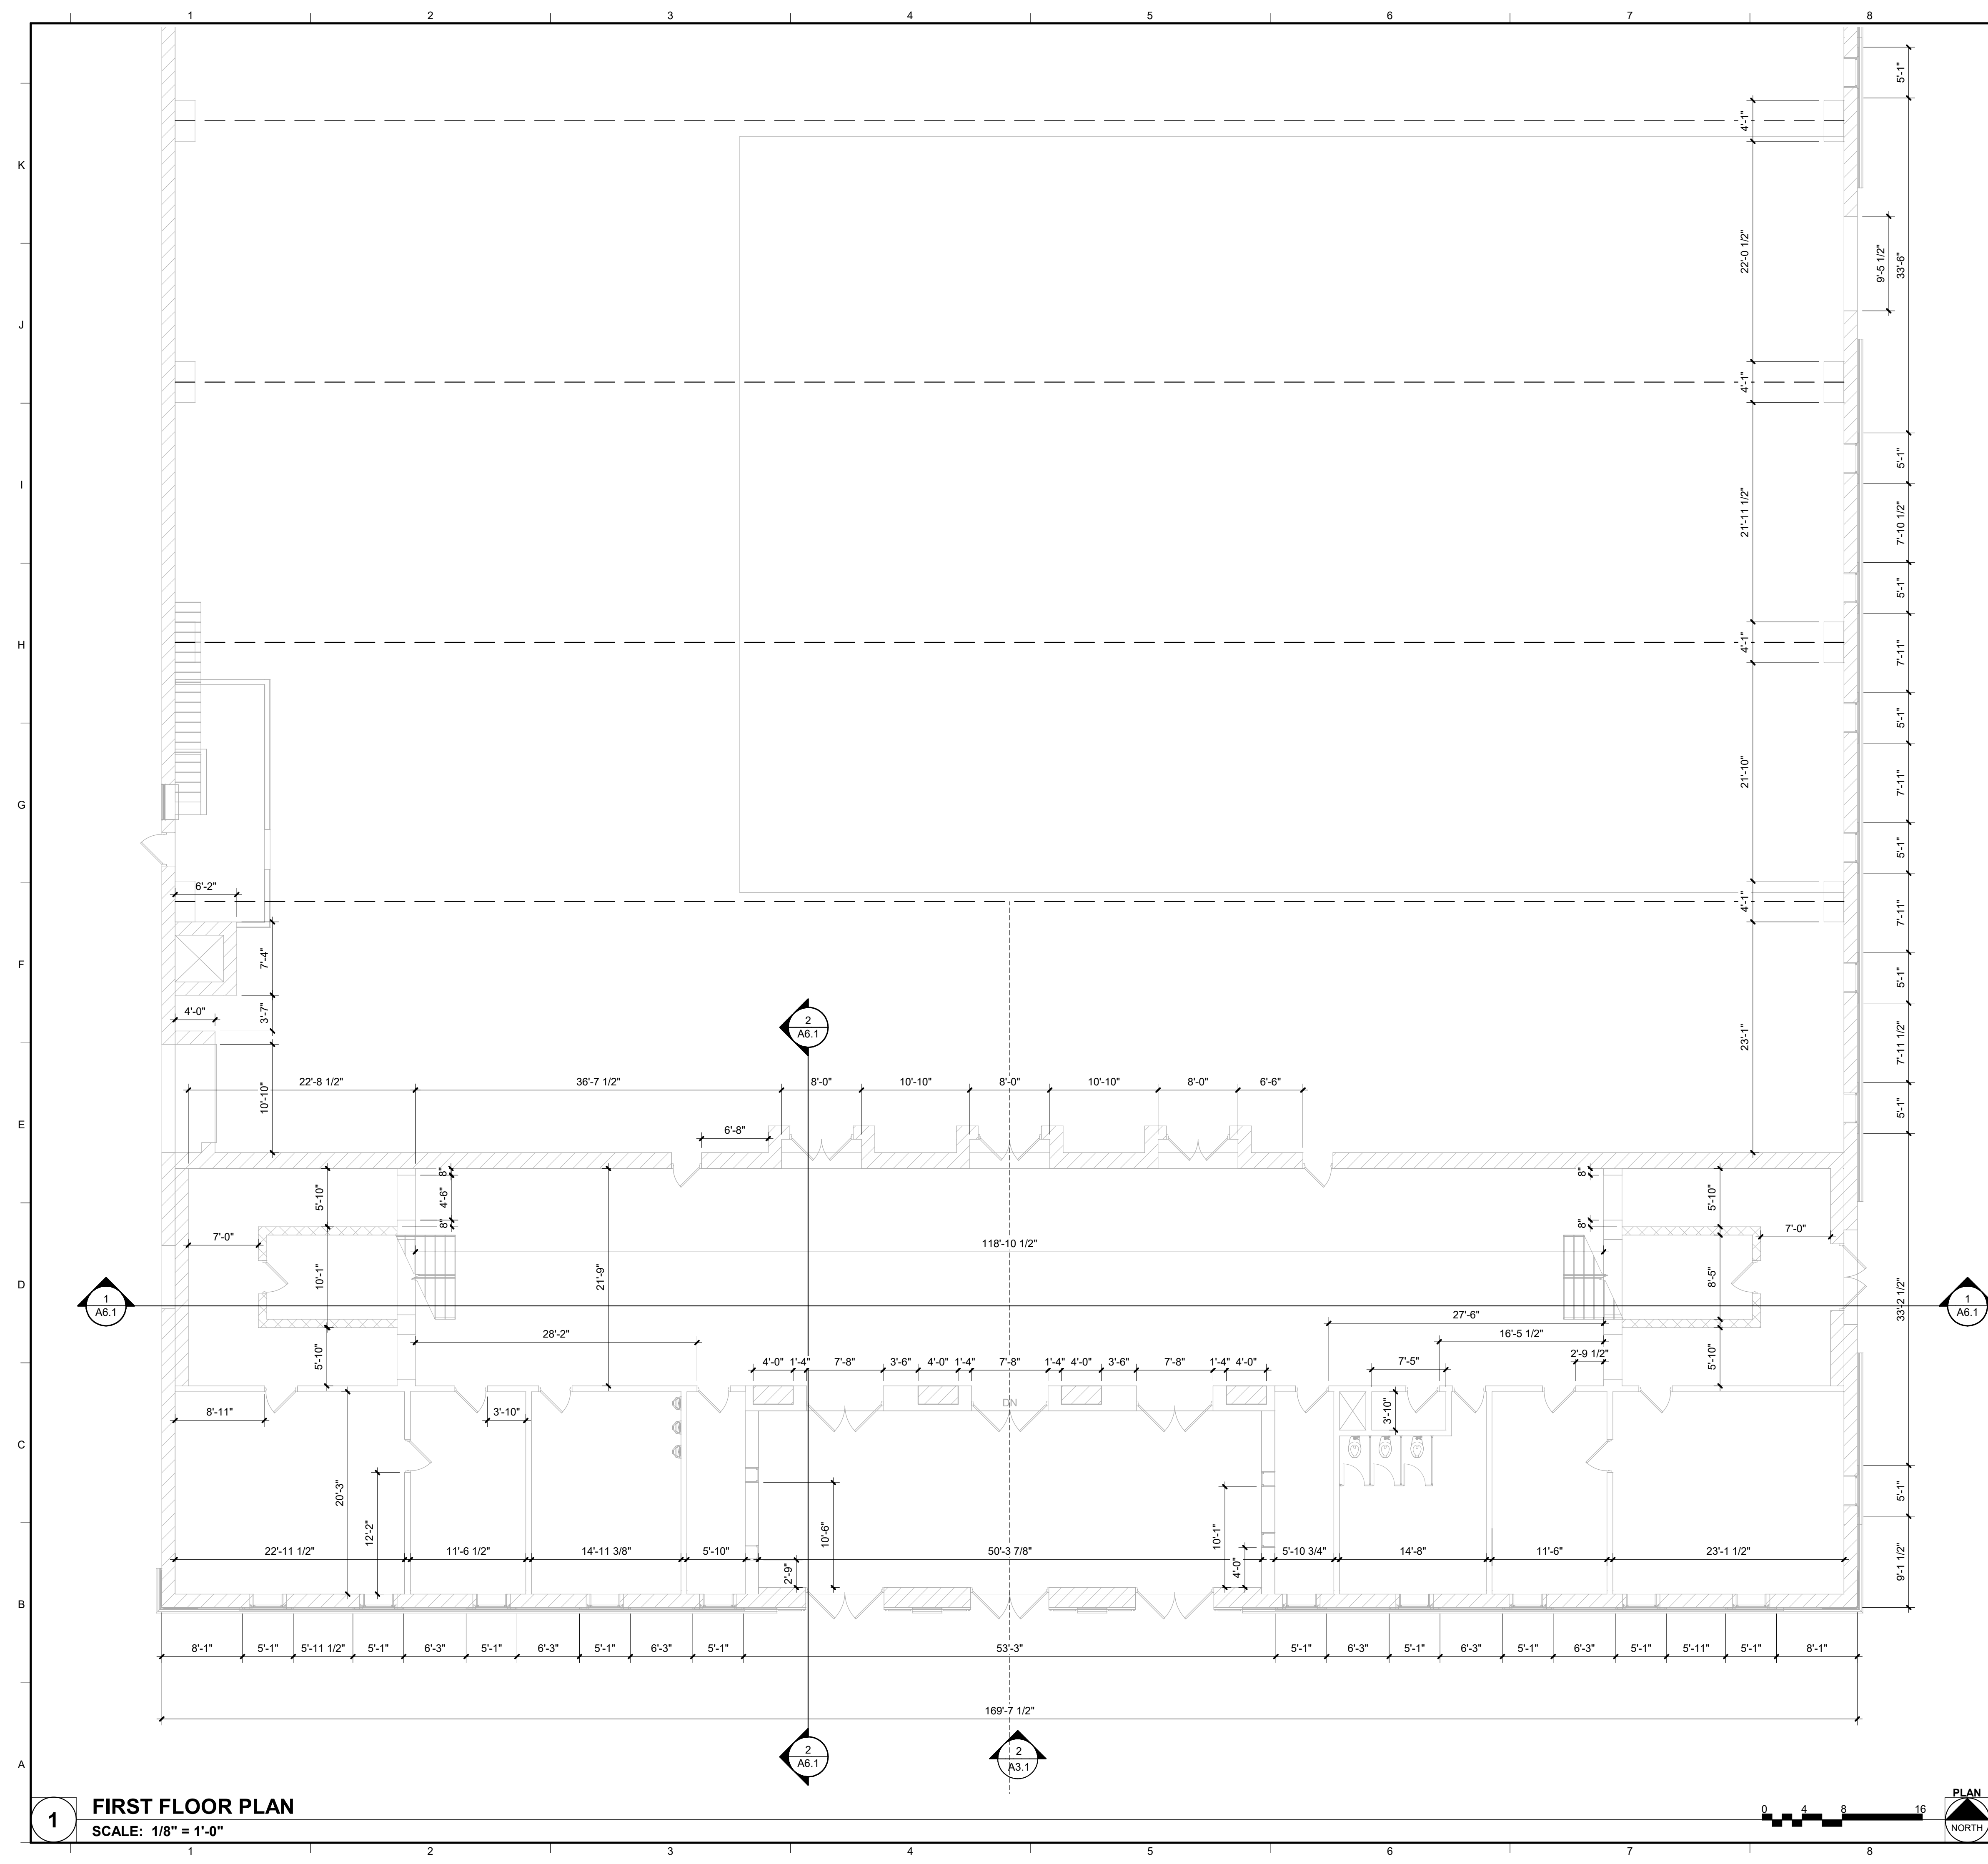 1 2 3 4 5 6 7 8
K
J
I
H
G
F
E
D
C
B
A
5'-1"
4'-1"
22'-0 1/2"
9'-5 1/2"
33'-6"
4'-1"
5'-1"
21'-11 1/2"
7'-10 1/2"
5'-1"
4'-1"
7'-11"
5'-1"
21'-10"
7'-11"
5'-1"
6'-2"
4'-1"
7'-11"
7'-4"
5'-1"
4'-0"
3'-7"
2
A6.1
23'-1"
7'-11 1/2"
10'-10"
22'-8 1/2" 36'-7 1/2" 8'-0" 10'-10" 8'-0" 10'-10" 8'-0" 6'-6"
5'-1"
6'-8"
8" 8"
5'-10" 4'-6" 5'-10"
8" 8"
7'-0" 7'-0"
118'-10 1/2"
10'-1" 21'-9" 8'-5"
1
A6.1
33'-2 1/2"
1
A6.1
27'-6"
28'-2" 16'-5 1/2"
5'-10" 2'-9 1/2" 5'-10"
4'-0" 1'-4" 7'-8" 3'-6" 4'-0" 1'-4" 7'-8" 1'-4" 4'-0" 3'-6" 7'-8" 1'-4" 4'-0" 7'-5"
DN
8'-11" 3'-10" 3'-10"
20'-3" 5'-1"
12'-2" 10'-6" 10'-1"
22'-11 1/2" 11'-6 1/2" 14'-11 3/8" 5'-10" 50'-3 7/8" 5'-10 3/4" 14'-8" 11'-6" 23'-1 1/2"
2'-9" 4'-0" 9'-1 1/2"
8'-1" 5'-1" 5'-11 1/2" 5'-1" 6'-3" 5'-1" 6'-3" 5'-1" 6'-3" 5'-1" 53'-3" 5'-1" 6'-3" 5'-1" 6'-3" 5'-1" 6'-3" 5'-1" 5'-11" 5'-1" 8'-1"
169'-7 1/2"
2
A6.1
2
A3.1
1
FIRST FLOOR PLAN
SCALE: 1/8" = 1'-0"
0 4 8 16
PLAN
NORTH
1 2 3 4 5 6 7 8